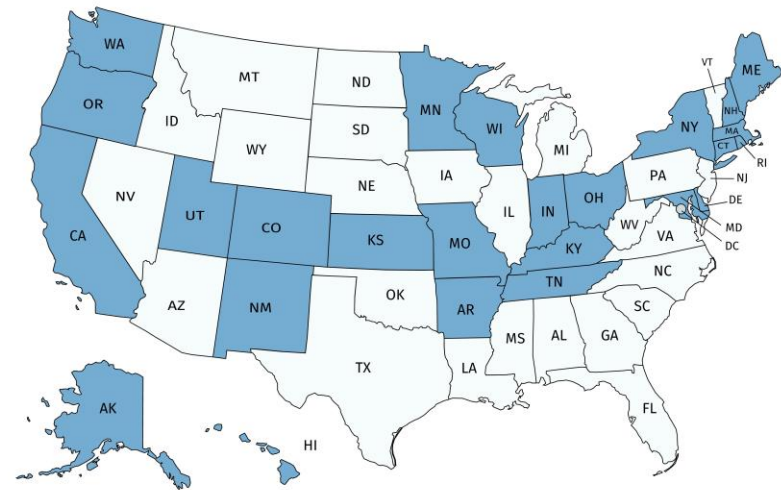 WA
MT
ND
MN
VT
ME
OR
ID
SD
WI
NH
NY
MA
WY
MI
CT
RI
NV
NE
IA
PA
NJ
UT
CO
IL
IN
OH
DE
CA
KS
MO
WV
VA
MD
DC
KY
AZ
NM
OK
AR
TN
NC
SC
TX
LA
MS
AL
GA
FL
AK
HI